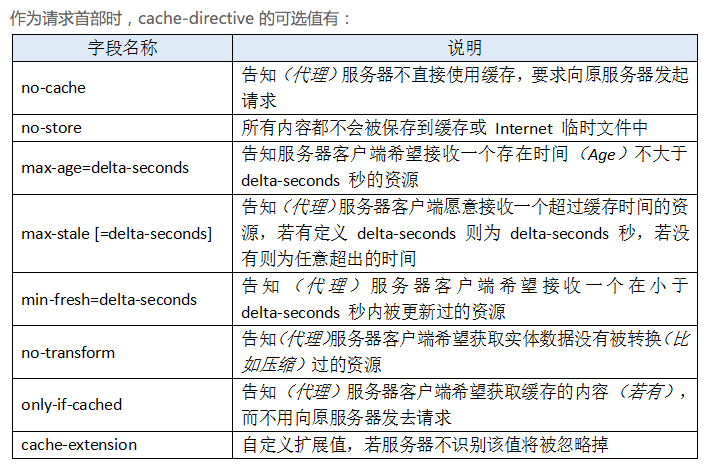 作为请求首部时，cache-directive 的可选值有：
字段名称 说明
no-cache 告知（代理）服务器不直接使用缓存，要求向原服务器发起
请求
no-store 所有内容都不会被保存到缓存或 Internet 临时文件中
max-age=delta-seconds 告知服务器客户端希望接收一个存在时间（Age）不大于
delta-seconds 秒的资源
max-stale [=delta-seconds] 告知（代理）服务器客户端愿意接收一个超过缓存时间的资
源，若有定义 delta-seconds 则为 delta-seconds 秒，若没
有则为任意超出的时间
min-fresh=delta-seconds 告知（代理）服务器客户端希望接收一个在小于
delta-seconds 秒内被更新过的资源
no-transform 告知(代理)服务器客户端希望获取实体数据没有被转换(比
如压缩）过的资源
only-if-cached 告知（代理）服务器客户端希望获取缓存的内容（若有），
而不用向原服务器发去请求
cache-extension 自定义扩展值，若服务器不识别该值将被忽略掉